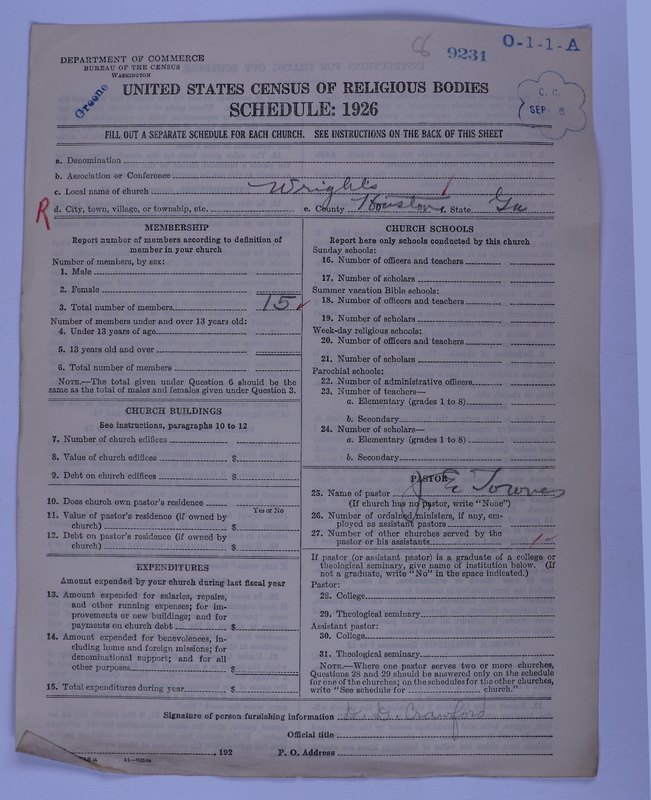 8 9231 O-1-1-A
DEPARTMENT OF COMMERCE
BUREAU OF THE CENSUS
WASHINGTON
Greene
C. C.
SEP 8
UNITED STATES CENSUS OF RELIGIOUS BODIES
SCHEDULE: 1926
FILL OUT A SEPARATE SCHEDULE FOR EACH CHURCH. SEE INSTRUCTIONS ON THE BACK OF THIS SHEET
a. Denomination
b. Association or Conference
c. Local name of church Wrights
R d. City, town, village, or township, etc. e. County Houston f. State Ga
MEMBERSHIP
Report number of members according to definition of
member in your church
Number of members, by sex:
1. Male
2. Female
3. Total number of members 15
Number of members under and over 13 years old:
4. Under 13 years of age
5. 13 years old and over
6. Total number of members
NOTE.—The total given under Question 6 should be the
same as the total of males and females given under Question 3.
CHURCH BUILDINGS
See instructions, paragraphs 10 to 12
7. Number of church edifices
8. Value of church edifices $
9. Debt on church edifices $
10. Does church own pastor's residence
Yes or No
11. Value of pastor's residence (if owned by
church) $
12. Debt on pastor's residence (if owned by
church) $
EXPENDITURES
Amount expended by your church during last fiscal year
13. Amount expended for salaries, repairs,
and other running expenses; for im-
provements or new buildings; and for
payments on church debt $
14. Amount expended for benevolences, in-
cluding home and foreign missions; for
denominational support; and for all
other purposes $
15. Total expenditures during year $
CHURCH SCHOOLS
Report here only schools conducted by this church
Sunday schools:
16. Number of officers and teachers
17. Number of scholars
Summer vacation Bible schools:
18. Number of officers and teachers
19. Number of scholars
Week-day religious schools:
20. Number of officers and teachers
21. Number of scholars
Parochial schools:
22. Number of administrative officers
23. Number of teachers—
a. Elementary (grades 1 to 8)
b. Secondary
24. Number of scholars—
a. Elementary (grades 1 to 8)
b. Secondary
PASTOR
25. Name of pastor J E Towns
(If church has no pastor, write "None")
26. Number of ordained ministers, if any, em-
ployed as assistant pastors
27. Number of other churches served by the
pastor or his assistants 1
If pastor (or assistant pastor) is a graduate of a college or
theological seminary, give name of institution below. (If
not a graduate, write "No" in the space indicated.)
Pastor:
28. College
29. Theological seminary
Assistant pastor:
30. College
31. Theological seminary
NOTE.—Where one pastor serves two or more churches,
Questions 28 and 29 should be answered only on the schedule
for one of the churches; on the schedules for the other churches,
write "See schedule for church."
Signature of person furnishing information D. D. Crawford
Official title
, 192 P. O. Address